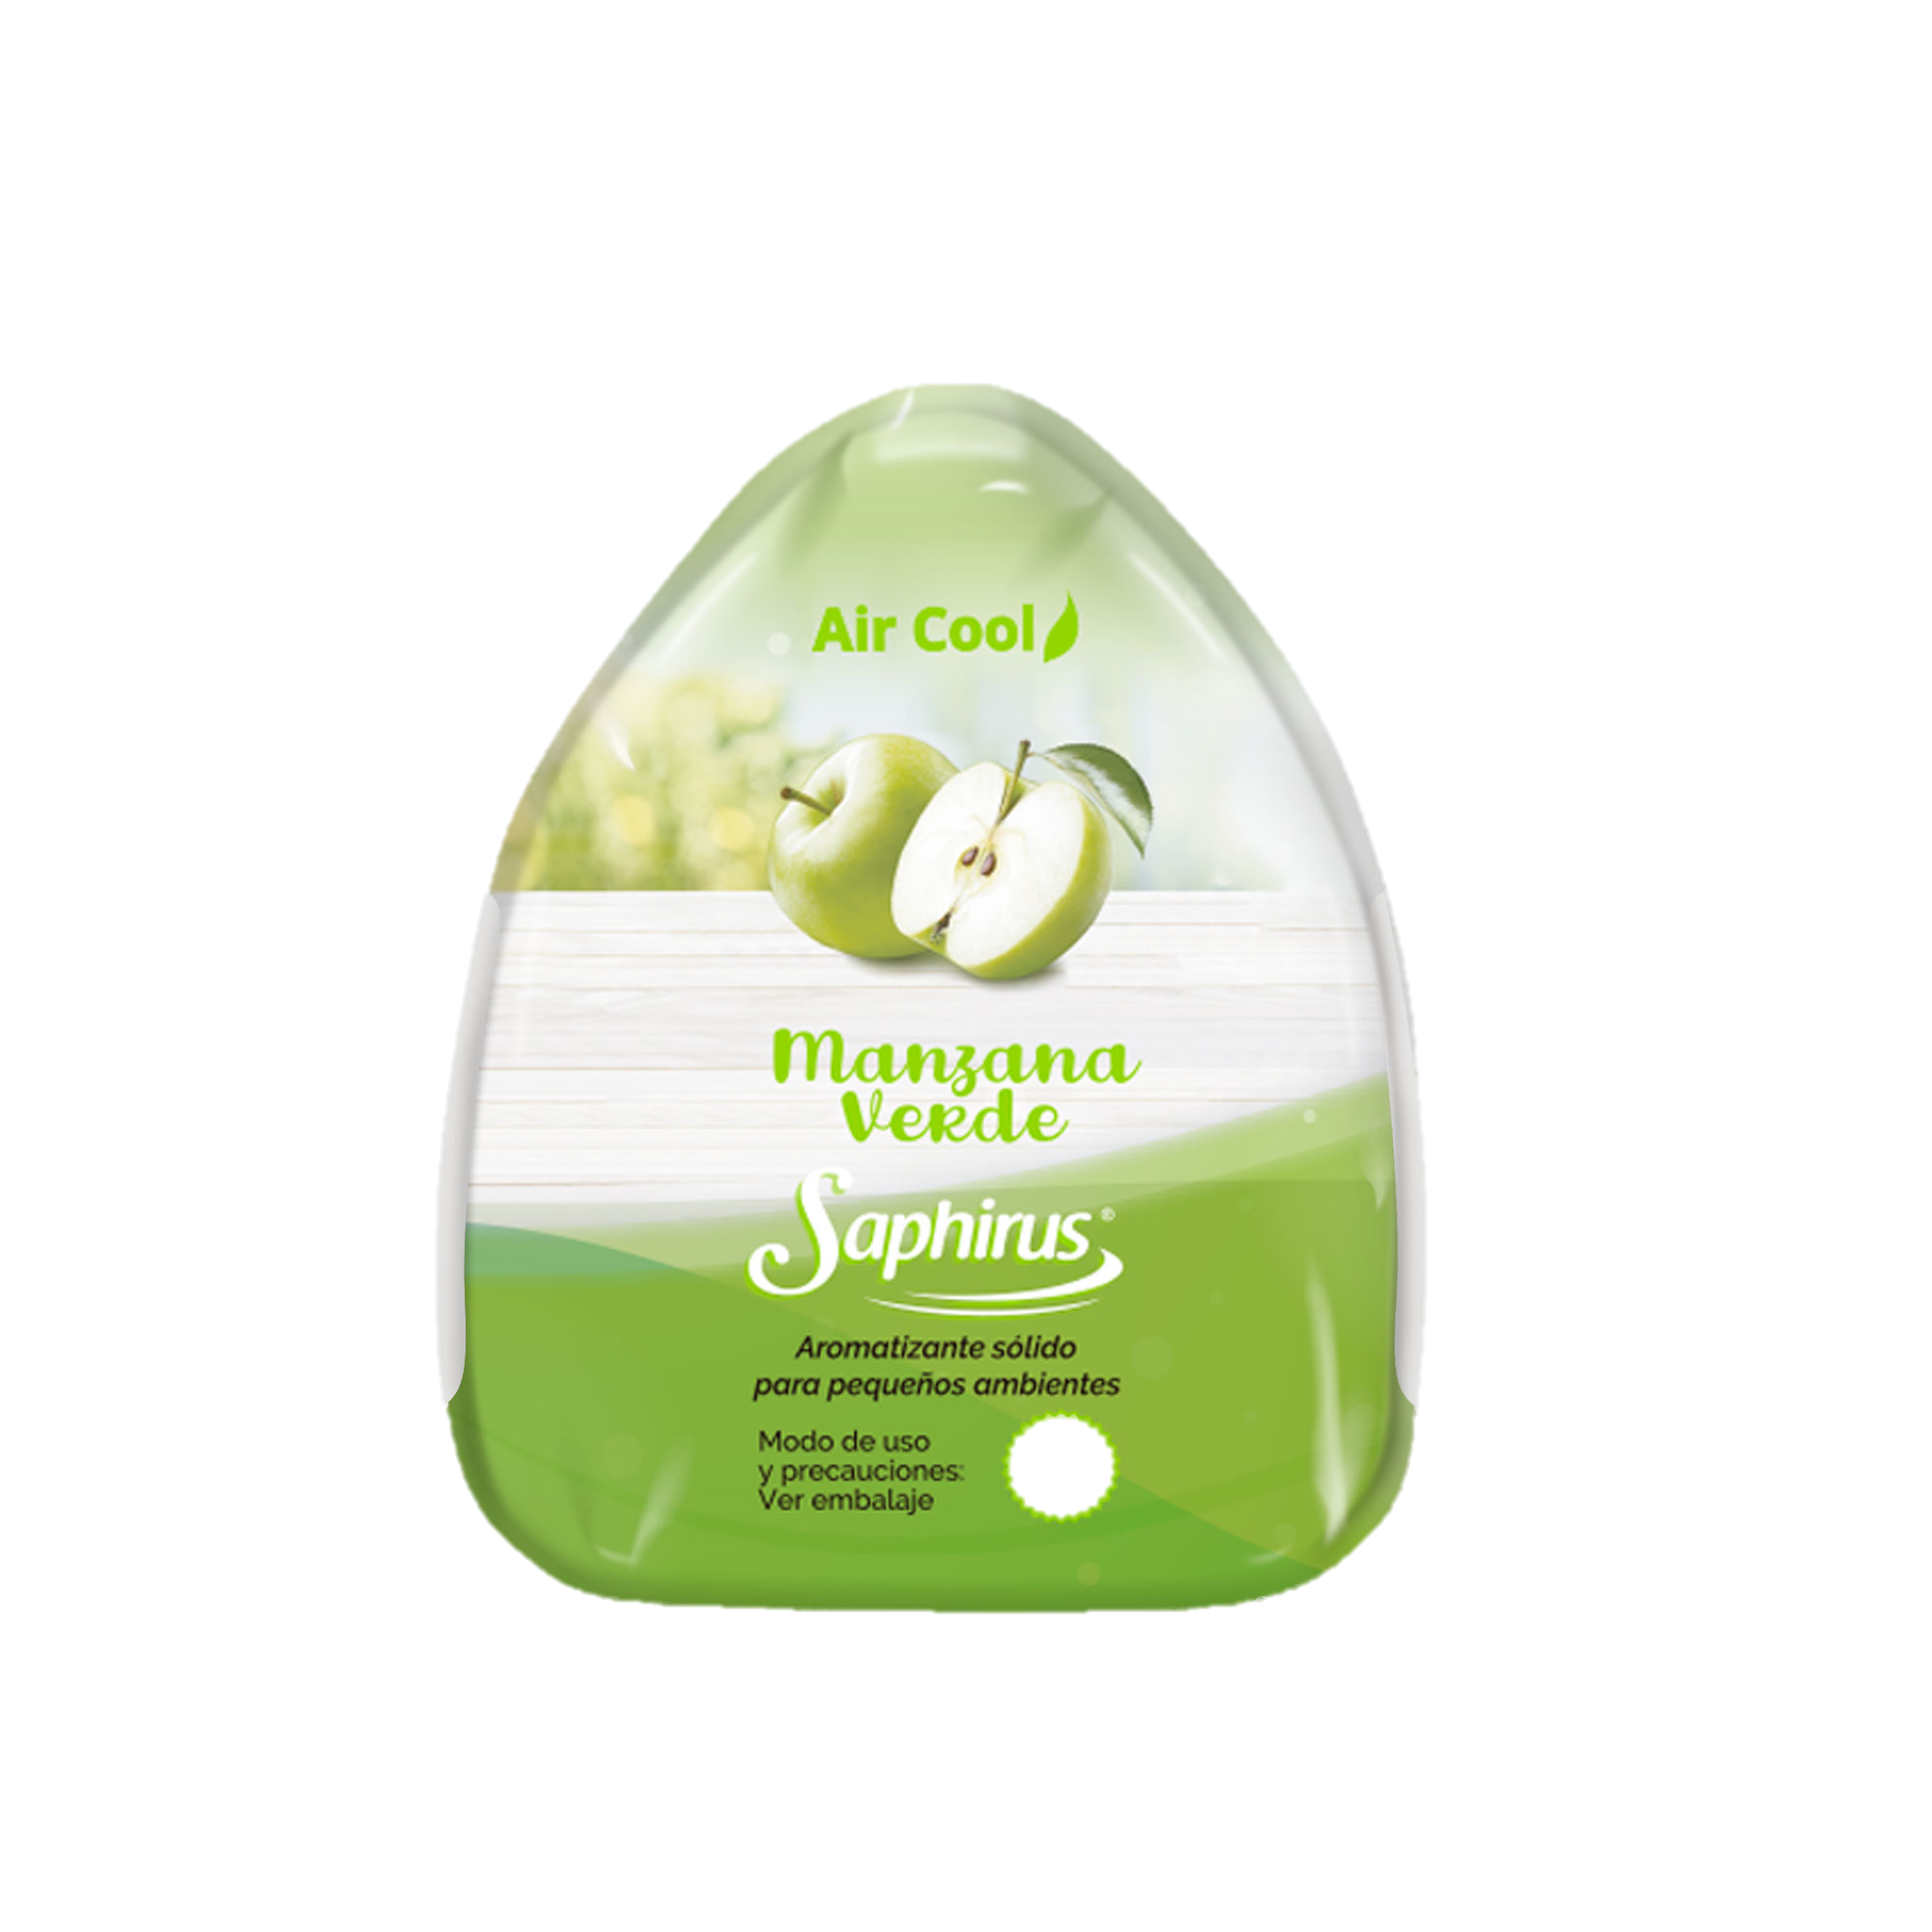 Air Cool
Manzana
Verde
Saphirus®
Aromatizante sólido
para pequeños ambientes
Modo de uso
y precauciones:
Ver embalaje